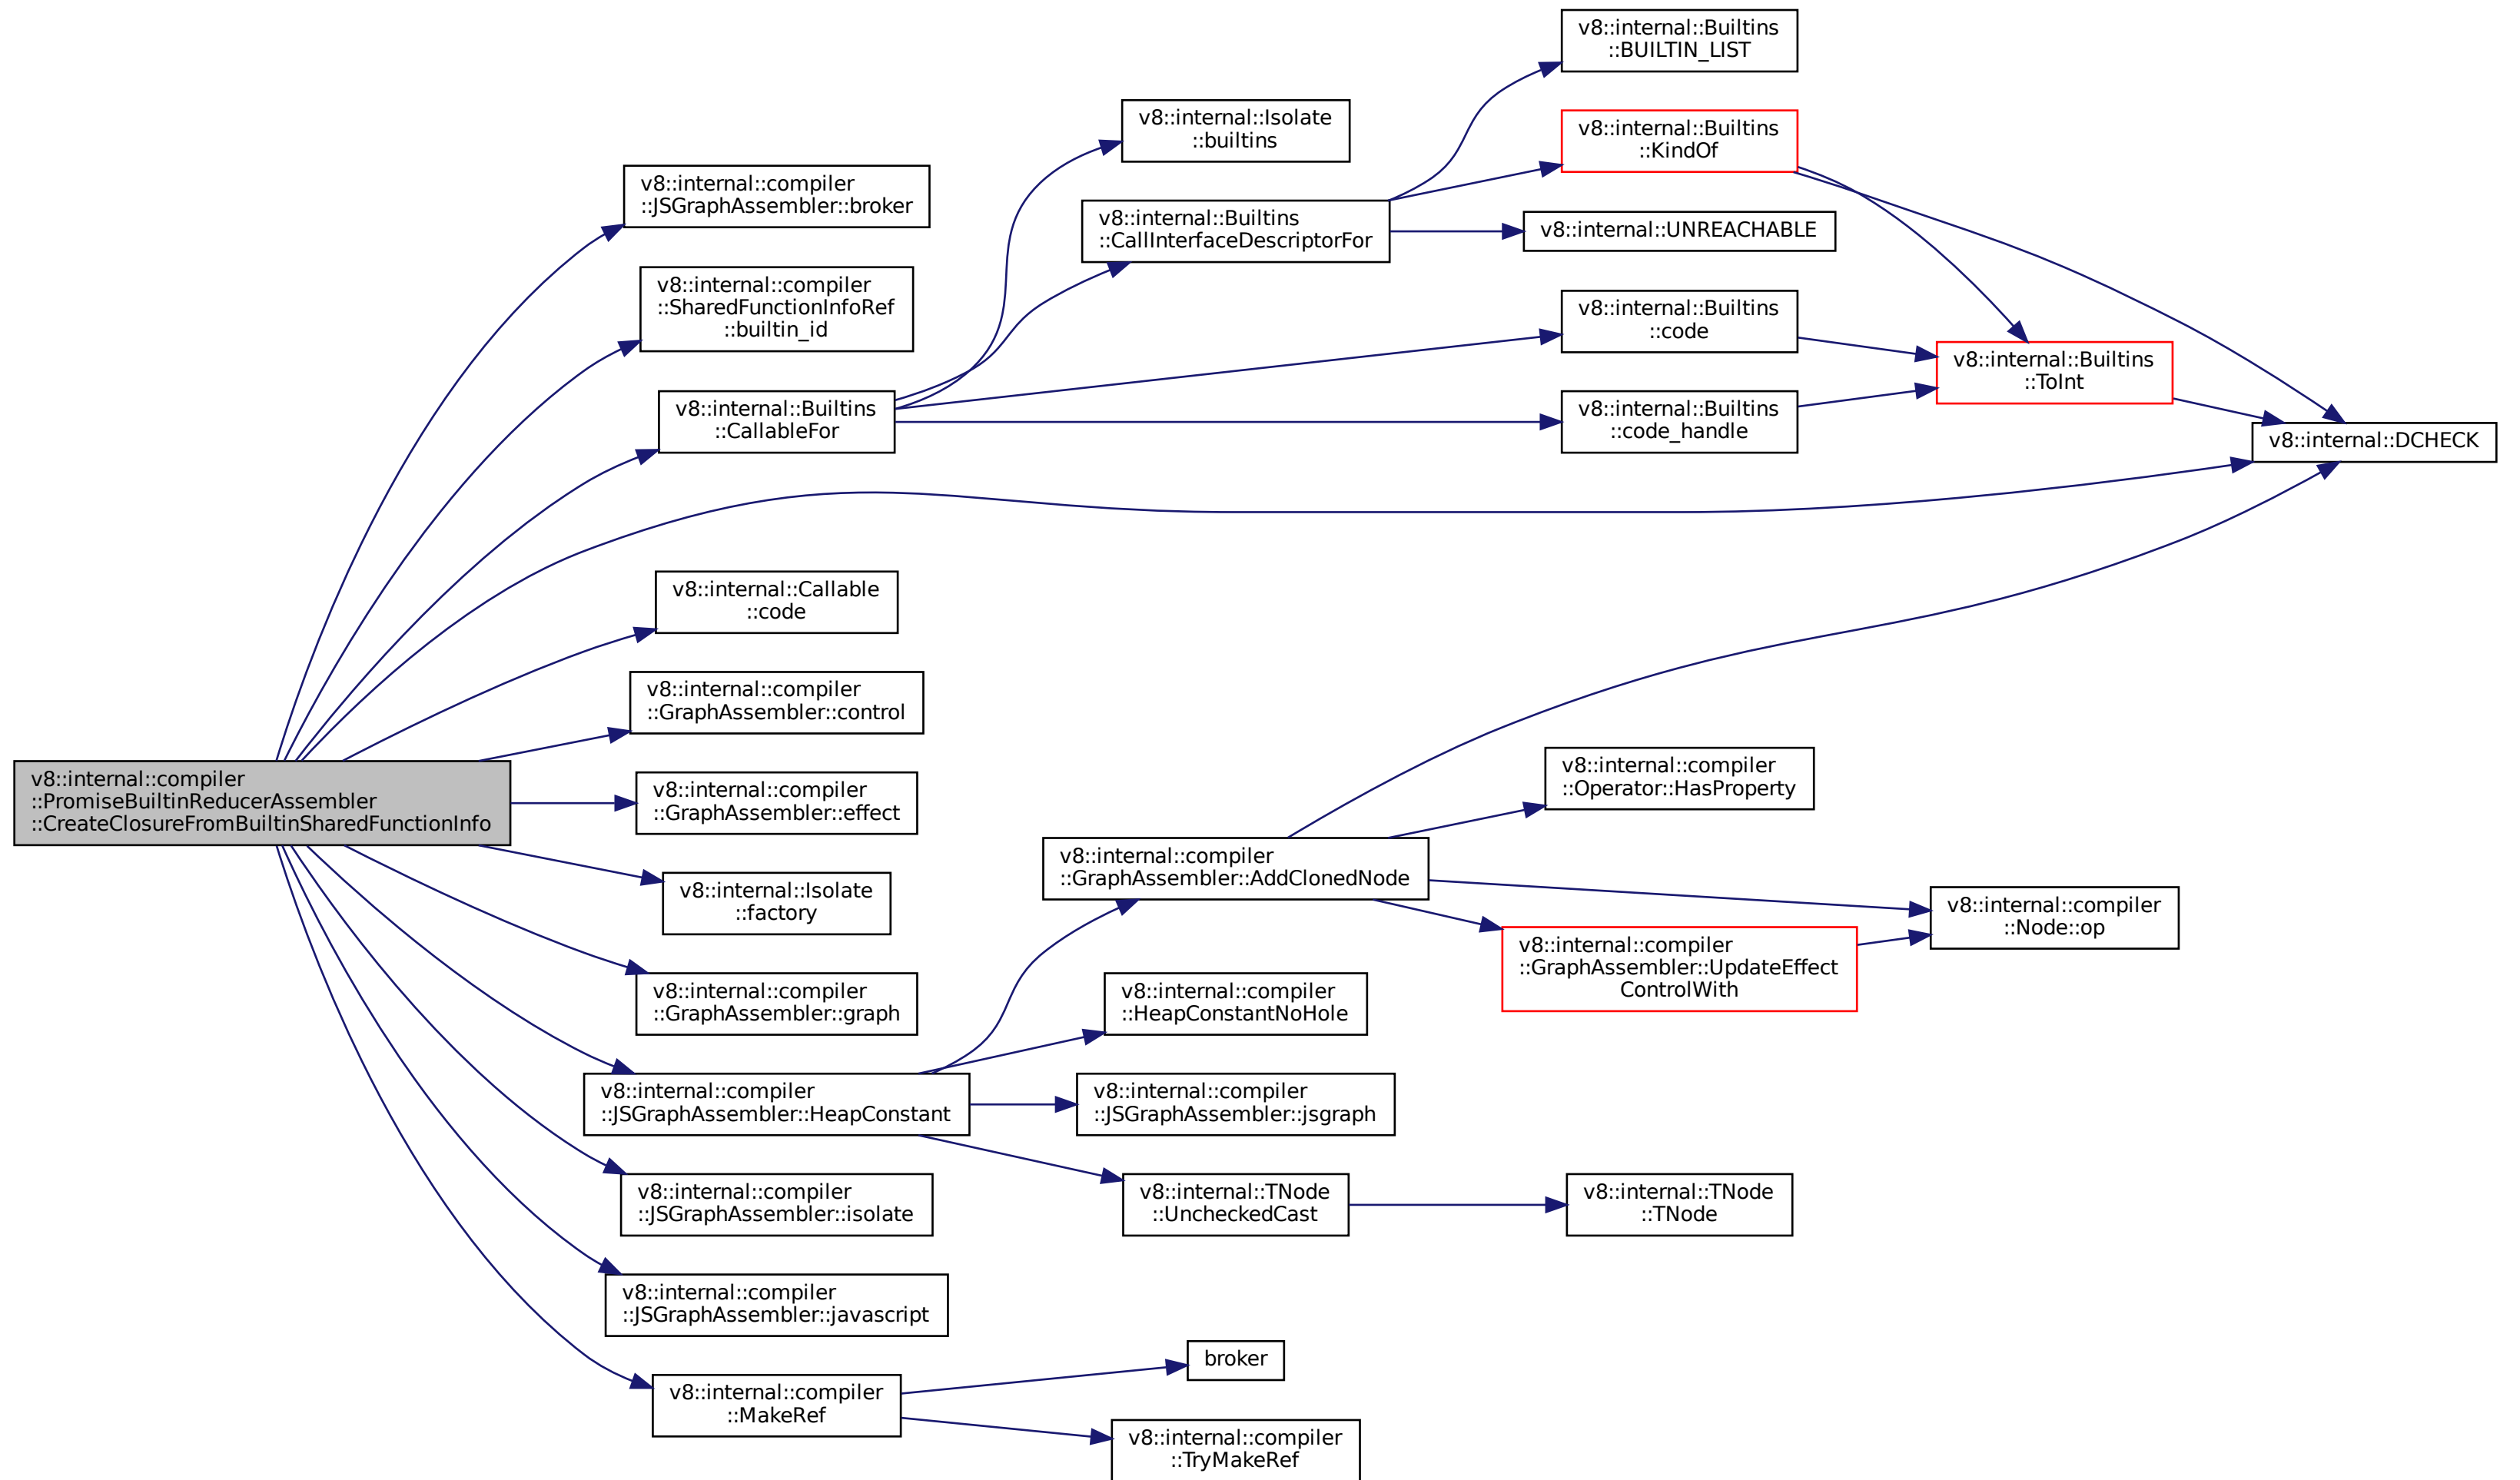 v8::internal::compiler
::PromiseBuiltinReducerAssembler
::CreateClosureFromBuiltinSharedFunctionInfo
v8::internal::compiler
::JSGraphAssembler::broker
v8::internal::compiler
::SharedFunctionInfoRef
::builtin_id
v8::internal::Builtins
::CallableFor
v8::internal::Callable
::code
v8::internal::compiler
::GraphAssembler::control
v8::internal::compiler
::GraphAssembler::effect
v8::internal::Isolate
::factory
v8::internal::compiler
::GraphAssembler::graph
v8::internal::compiler
::JSGraphAssembler::HeapConstant
v8::internal::compiler
::JSGraphAssembler::isolate
v8::internal::compiler
::JSGraphAssembler::javascript
v8::internal::compiler
::MakeRef
v8::internal::Isolate
::builtins
v8::internal::Builtins
::CallInterfaceDescriptorFor
v8::internal::compiler
::GraphAssembler::AddClonedNode
v8::internal::compiler
::HeapConstantNoHole
v8::internal::compiler
::JSGraphAssembler::jsgraph
v8::internal::TNode
::UncheckedCast
broker
v8::internal::compiler
::TryMakeRef
v8::internal::Builtins
::BUILTIN_LIST
v8::internal::Builtins
::KindOf
v8::internal::UNREACHABLE
v8::internal::Builtins
::code
v8::internal::Builtins
::code_handle
v8::internal::compiler
::Operator::HasProperty
v8::internal::compiler
::GraphAssembler::UpdateEffect
ControlWith
v8::internal::TNode
::TNode
v8::internal::Builtins
::ToInt
v8::internal::compiler
::Node::op
v8::internal::DCHECK